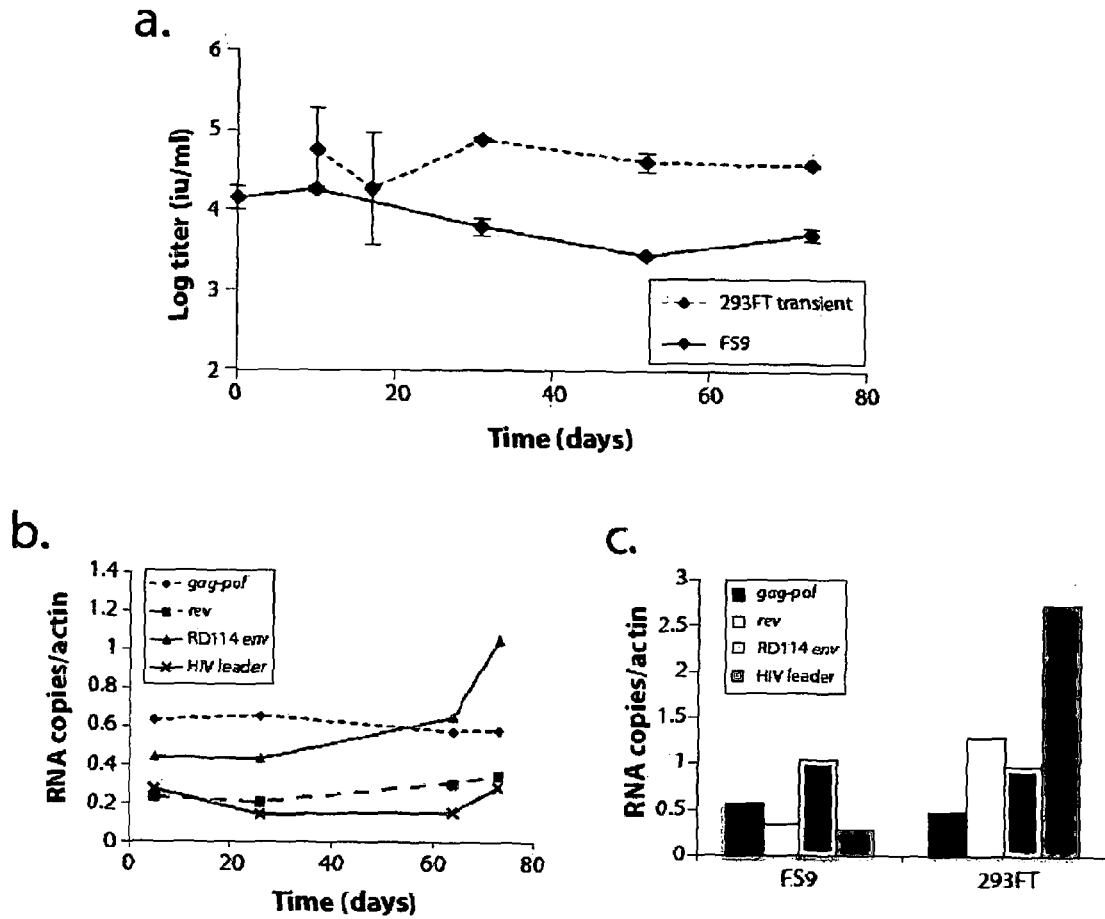 a.
6
5
4
3
2
Log titer (iu/ml)
293FT transient
FS9
0
20
40
60
80
Time (days)
b.
1.4
1.2
1
0.8
0.6
0.4
0.2
0
RNA copies/actin
gag-pol
rev
RD114 env
HIV leader
0
20
40
60
80
Time (days)
c.
3
2.5
2
1.5
1
0.5
0
RNA copies/actin
gag-pol
rev
RD114 env
HIV leader
FS9
293FT